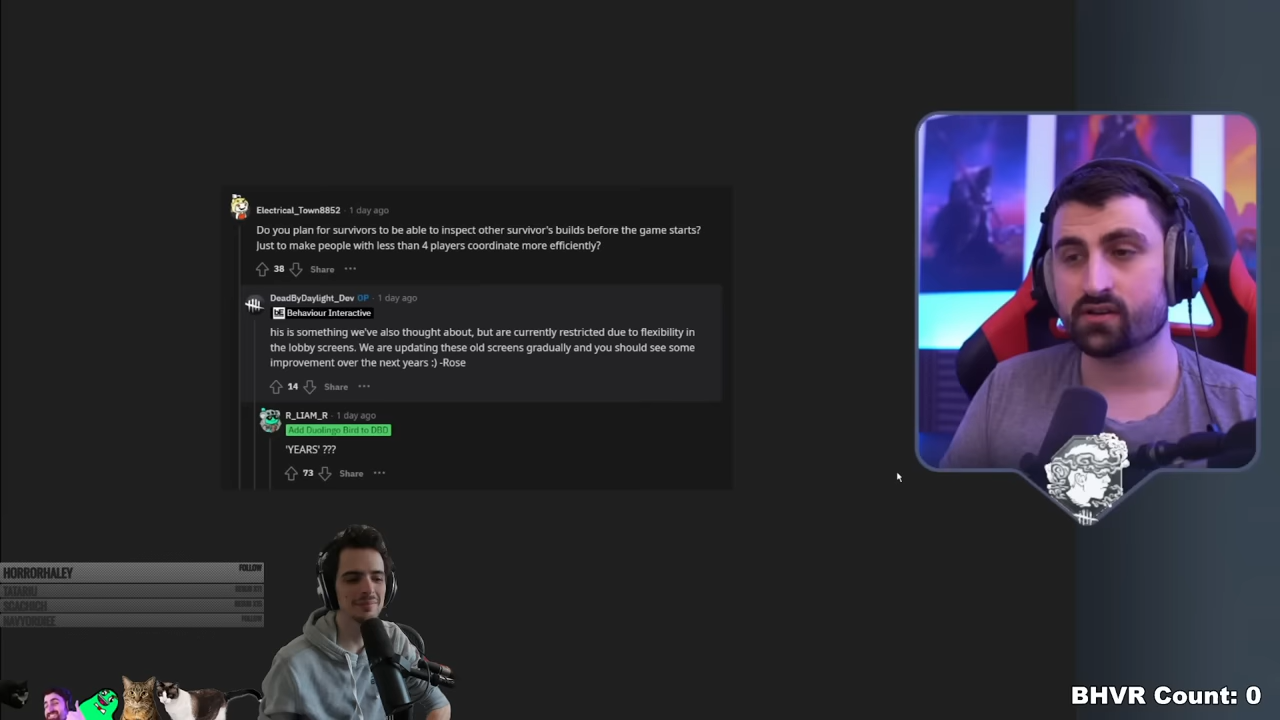 Electrical_Town8852 · 1 day ago
Do you plan for survivors to be able to inspect other survivor's builds before the game starts?
Just to make people with less than 4 players coordinate more efficiently?
38 Share ···
DeadByDaylight_Dev OP · 1 day ago
Behaviour Interactive
his is something we've also thought about, but are currently restricted due to flexibility in
the lobby screens. We are updating these old screens gradually and you should see some
improvement over the next years :) -Rose
14 Share ···
R_LIAM_R · 1 day ago
Add Duolingo Bird to DBD
'YEARS' ???
73 Share ···
HORRORHALEY FOLLOW
TATARIU
SGACHICH
NAVYORDIEE FOLLOW
BHVR Count: 0